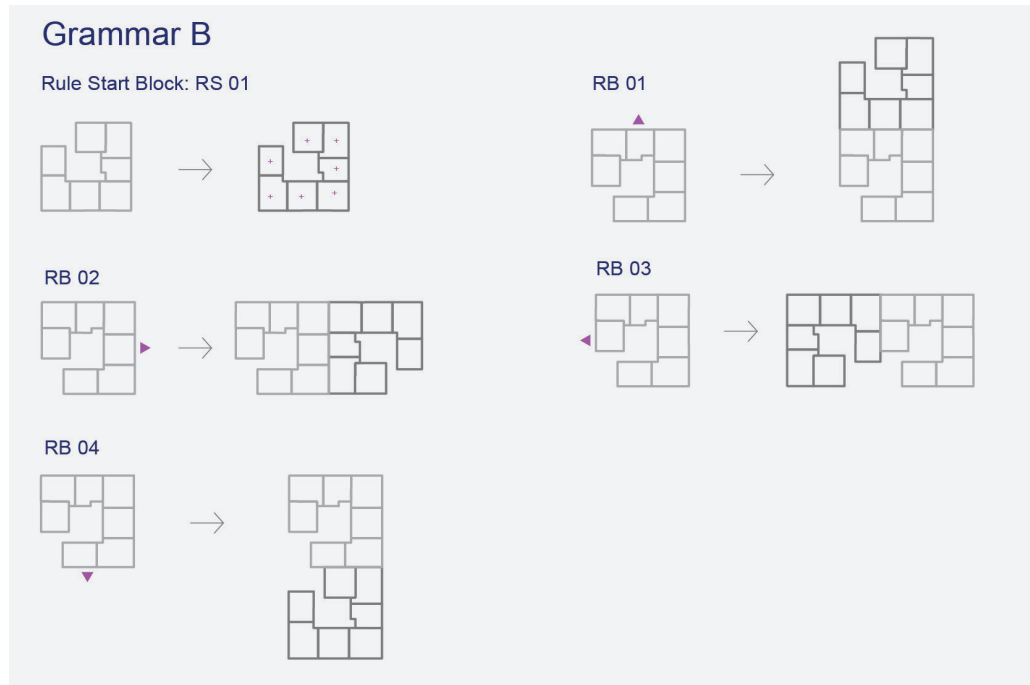 Grammar B
Rule Start Block: RS 01
RB 01
RB 02
RB 03
RB 04